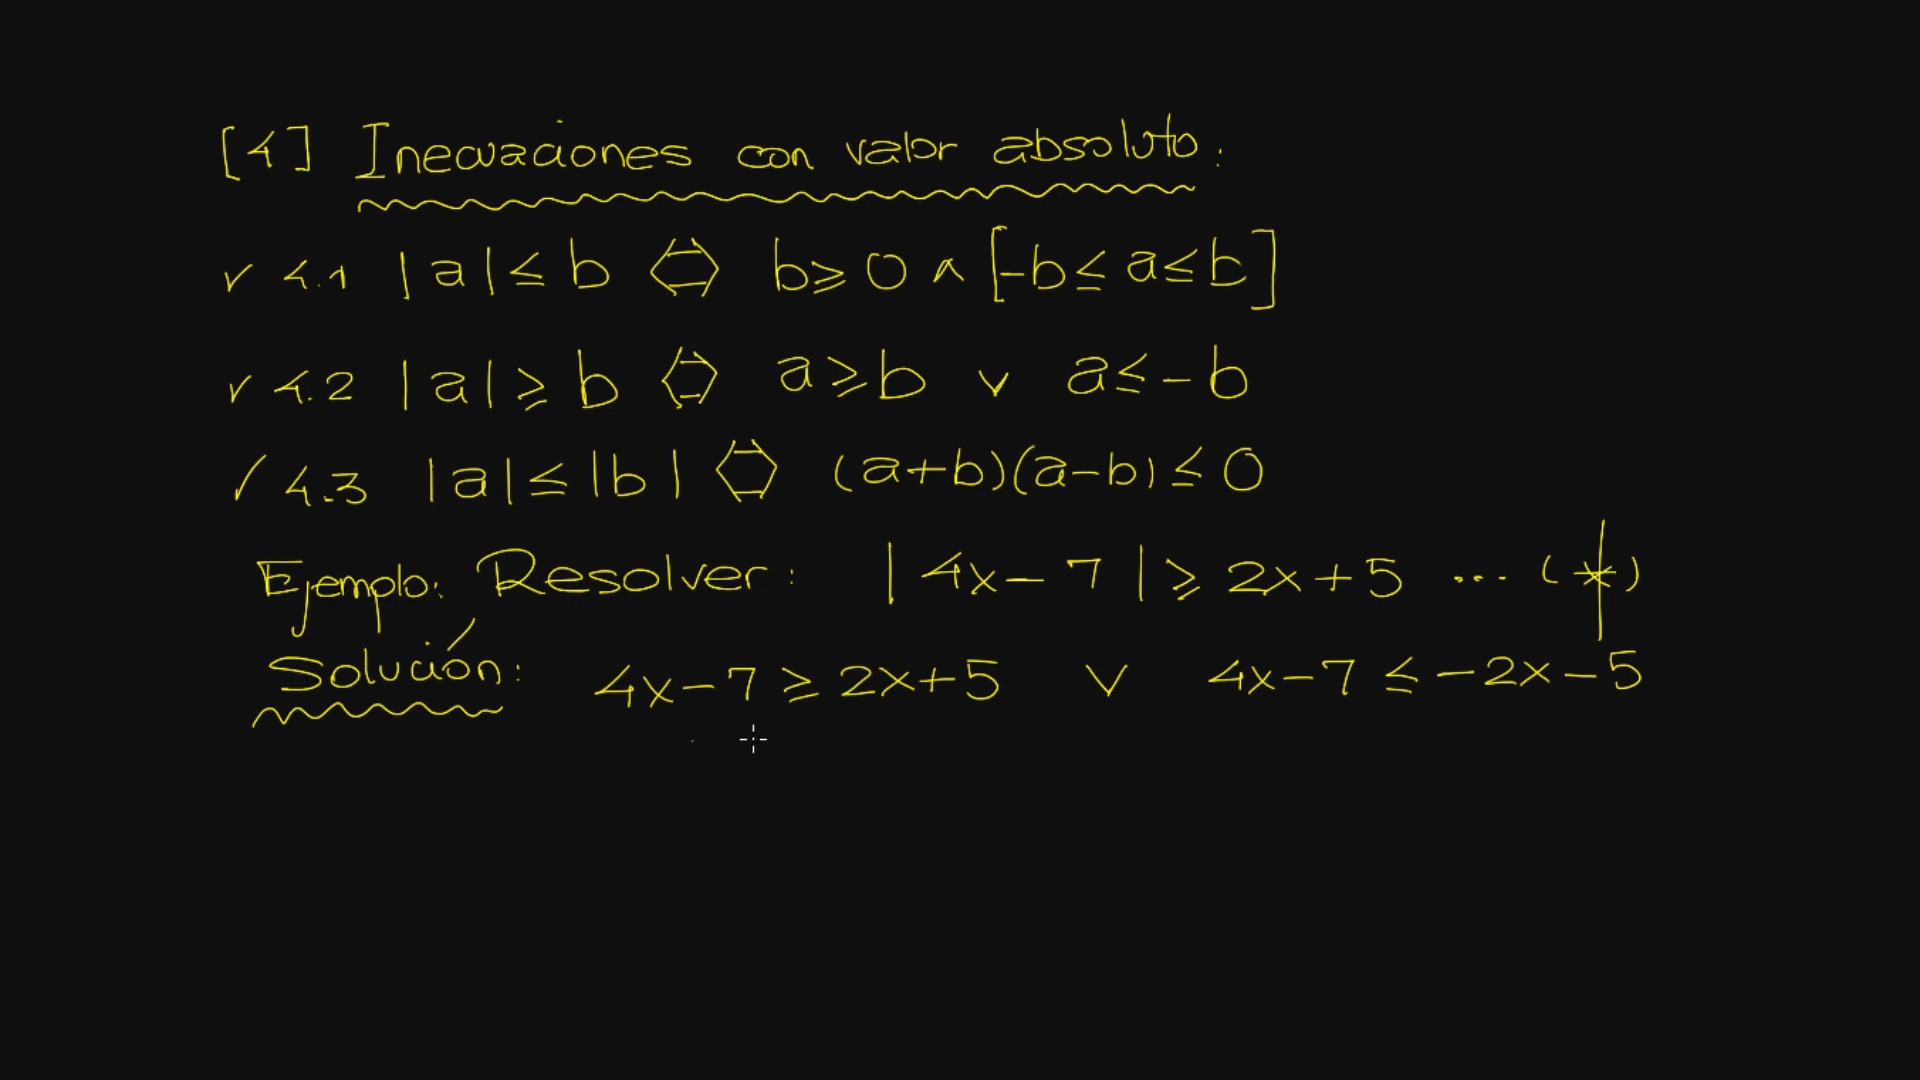 [4] Inecuaciones con valor absoluto:
✓ 4.1 |a| ≤ b ⇔ b ≥ 0 ∧ [-b ≤ a ≤ b]
✓ 4.2 |a| ≥ b ⇔ a ≥ b ∨ a ≤ -b
✓ 4.3 |a| ≤ |b| ⇔ (a+b)(a-b) ≤ 0
Ejemplo: Resolver: |4x-7| ≥ 2x+5 ... (*)
Solución: 4x-7 ≥ 2x+5 ∨ 4x-7 ≤ -2x-5